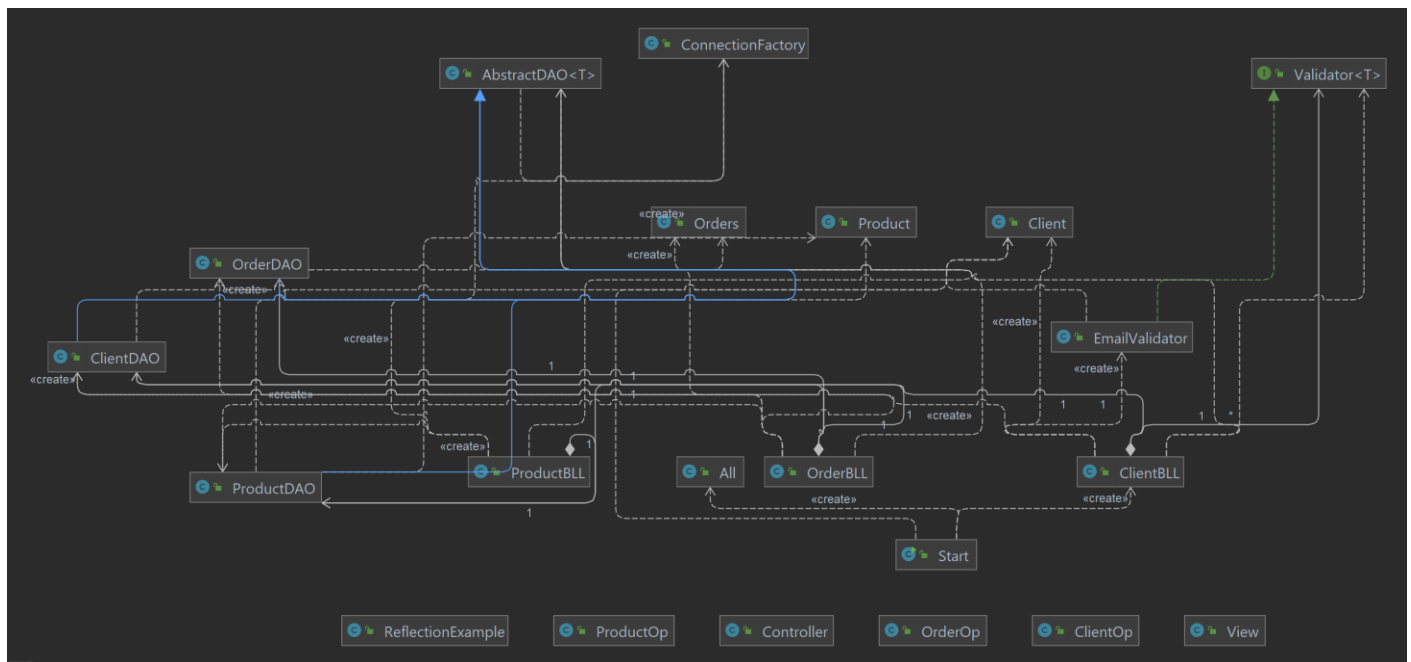 ConnectionFactory
AbstractDAO<T>
Validator<T>
«create»
Orders
Product
Client
«create»
OrderDAO
«create»
«create»
«create»
EmailValidator
ClientDAO
«create»
1
1
«create»
1
1
1
«create»
1
1
*
1
1
1
«create»
ProductBLL
All
OrderBLL
ClientBLL
ProductDAO
«create»
«create»
1
Start
ReflectionExample
ProductOp
Controller
OrderOp
ClientOp
View